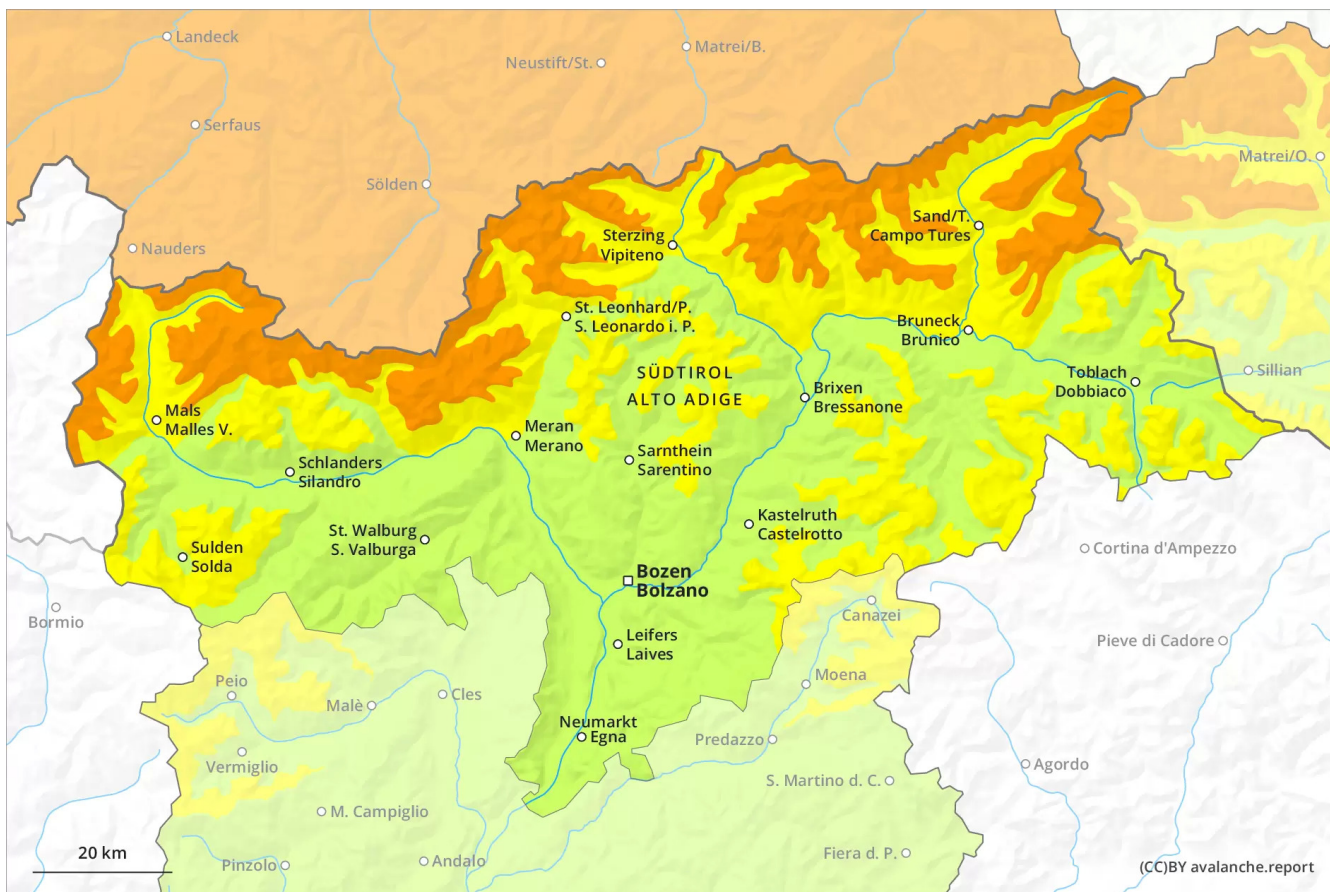 Landeck
Matrei/B.
Neustift/St.
Serfaus
Matrei/O.
Sölden
Sand/T.
Campo Tures
Sterzing
Vipiteno
Nauders
St. Leonhard/P.
S. Leonardo i. P.
Bruneck
Brunico
SÜDTIROL
ALTO ADIGE
Toblach
Dobbiaco
Sillian
Brixen
Bressanone
Mals
Malles V.
Meran
Merano
Sarnthein
Sarentino
Schlanders
Silandro
Kastelruth
Castelrotto
St. Walburg
S. Valburga
Sulden
Solda
Cortina d'Ampezzo
Bozen
Bolzano
Bormio
Canazei
Leifers
Laives
Pieve di Cadore
Peio
Moena
Malè
Cles
Neumarkt
Egna
Predazzo
Vermiglio
Agordo
S. Martino d. C.
M. Campiglio
20 km
Pinzolo
Andalo
Fiera d. P.
(CC)BY avalanche.report